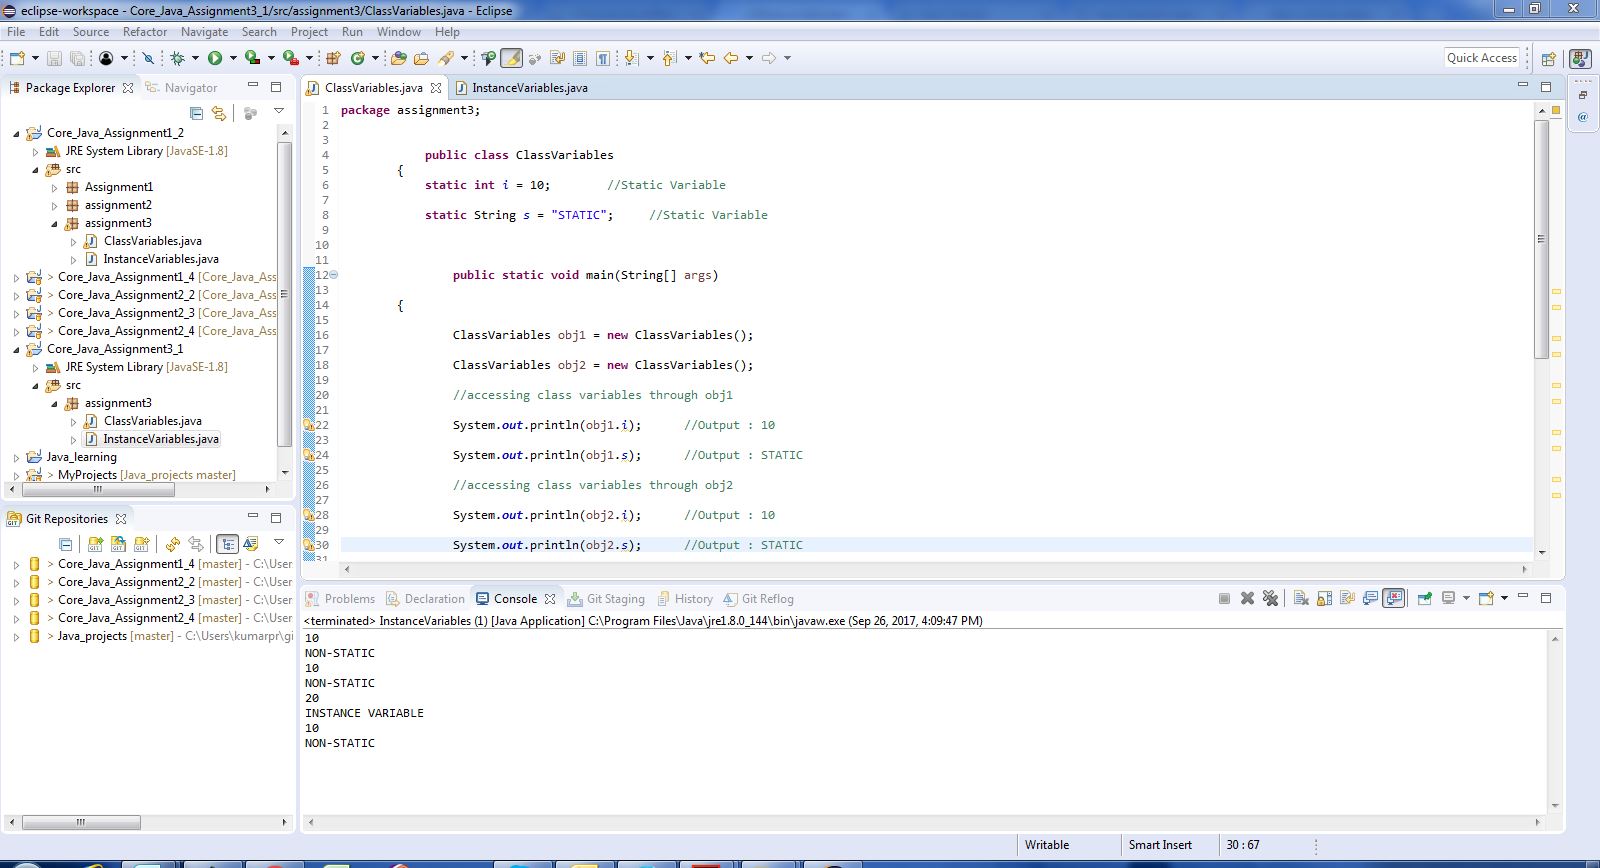 eclipse-workspace - Core_Java_Assignment3_1/src/assignment3/ClassVariables.java - Eclipse
File Edit Source Refactor Navigate Search Project Run Window Help
Quick Access
Package Explorer Navigator
Core_Java_Assignment1_2
JRE System Library [JavaSE-1.8]
src
Assignment1
assignment2
assignment3
ClassVariables.java
InstanceVariables.java
> Core_Java_Assignment1_4 [Core_Java_Ass
> Core_Java_Assignment2_2 [Core_Java_Ass
> Core_Java_Assignment2_3 [Core_Java_Ass
> Core_Java_Assignment2_4 [Core_Java_Ass
Core_Java_Assignment3_1
JRE System Library [JavaSE-1.8]
src
assignment3
ClassVariables.java
InstanceVariables.java
Java_learning
> MyProjects [Java_projects master]
Git Repositories
> Core_Java_Assignment1_4 [master] - C:\User
> Core_Java_Assignment2_2 [master] - C:\User
> Core_Java_Assignment2_3 [master] - C:\User
> Core_Java_Assignment2_4 [master] - C:\User
> Java_projects [master] - C:\Users\kumarpr\gi
ClassVariables.java InstanceVariables.java
1 package assignment3;
2
3
4 public class ClassVariables
5 {
6 static int i = 10; //Static Variable
7
8 static String s = "STATIC"; //Static Variable
9
10
11
12 public static void main(String[] args)
13
14 {
15
16 ClassVariables obj1 = new ClassVariables();
17
18 ClassVariables obj2 = new ClassVariables();
19
20 //accessing class variables through obj1
21
22 System.out.println(obj1.i); //Output : 10
23
24 System.out.println(obj1.s); //Output : STATIC
25
26 //accessing class variables through obj2
27
28 System.out.println(obj2.i); //Output : 10
29
30 System.out.println(obj2.s); //Output : STATIC
31
Problems Declaration Console Git Staging History Git Reflog
<terminated> InstanceVariables (1) [Java Application] C:\Program Files\Java\jre1.8.0_144\bin\javaw.exe (Sep 26, 2017, 4:09:47 PM)
10
NON-STATIC
10
NON-STATIC
20
INSTANCE VARIABLE
10
NON-STATIC
Writable Smart Insert 30 : 67